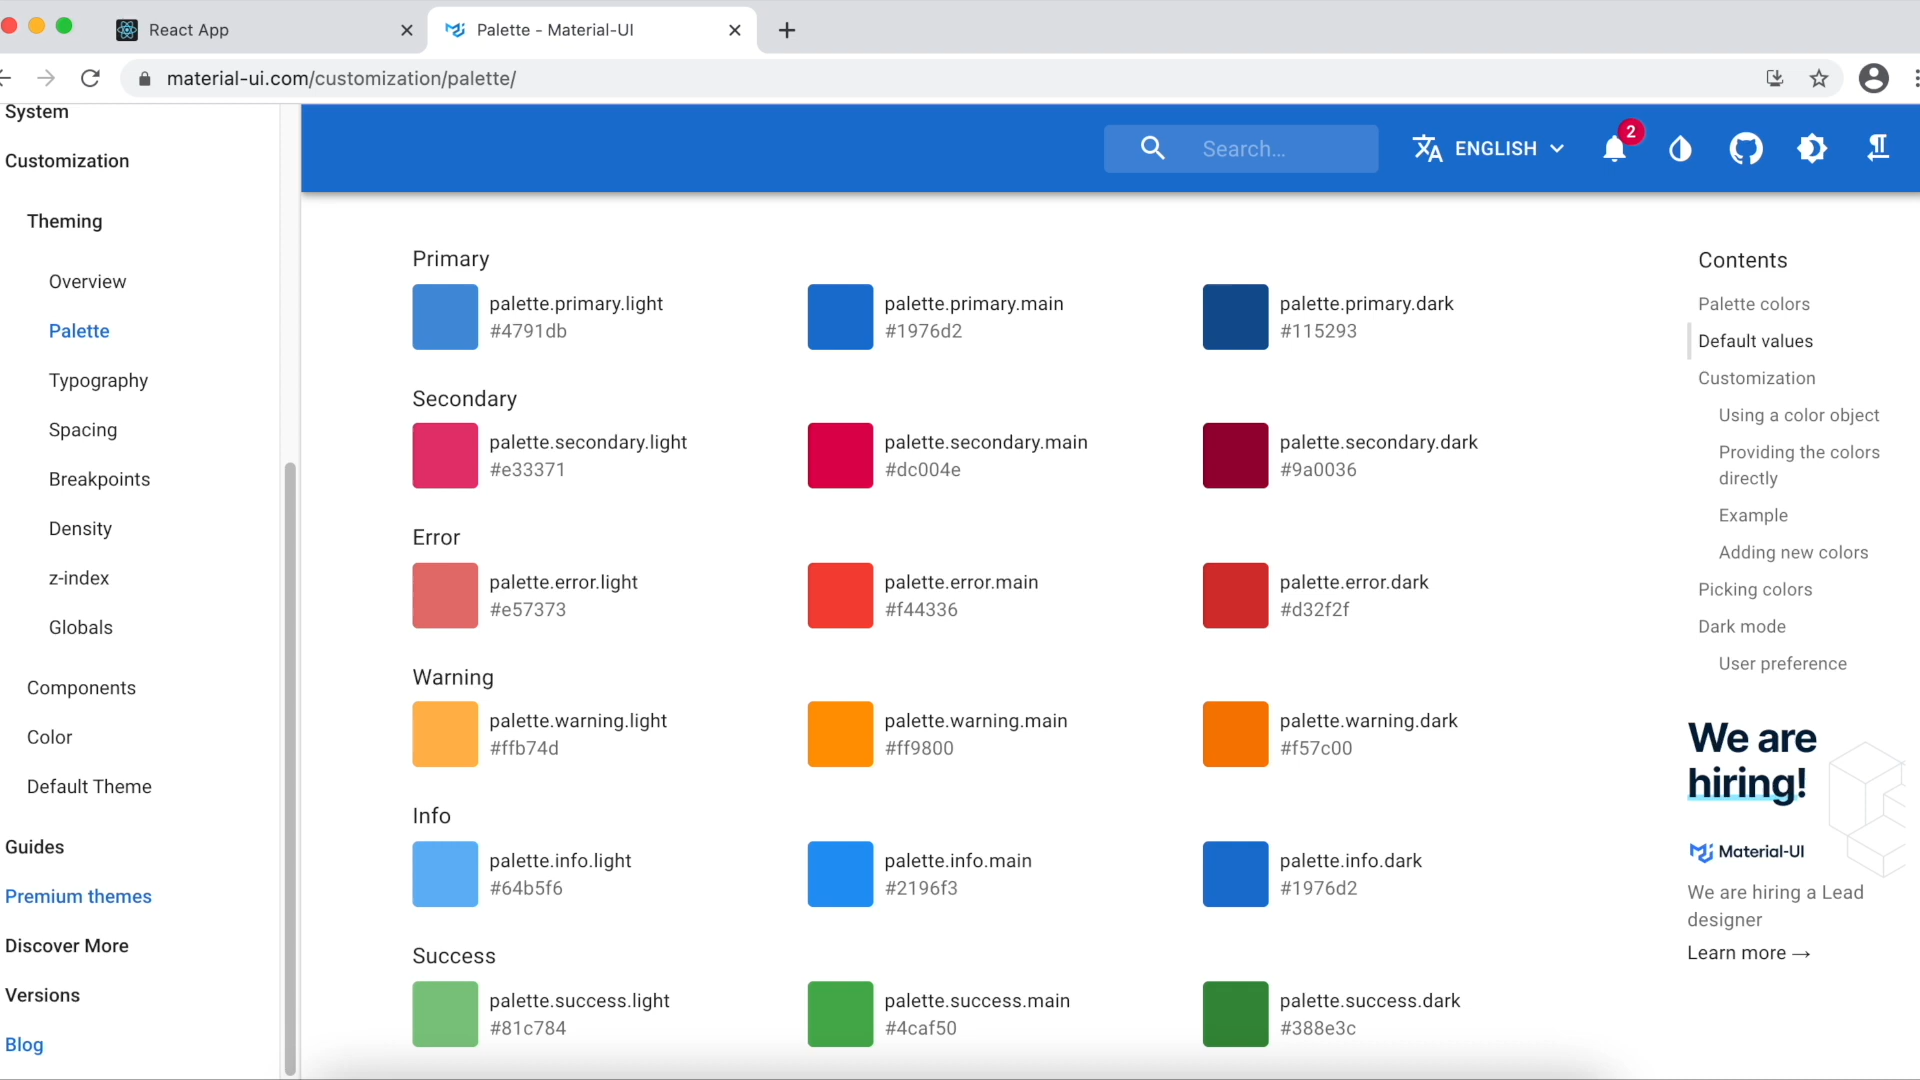 React App
Palette - Material-UI
material-ui.com/customization/palette/
System
Customization
Theming
Overview
Palette
Typography
Spacing
Breakpoints
Density
z-index
Globals
Components
Color
Default Theme
Guides
Premium themes
Discover More
Versions
Blog
Search…
ENGLISH
2
Primary
palette.primary.light
#4791db
palette.primary.main
#1976d2
palette.primary.dark
#115293
Secondary
palette.secondary.light
#e33371
palette.secondary.main
#dc004e
palette.secondary.dark
#9a0036
Error
palette.error.light
#e57373
palette.error.main
#f44336
palette.error.dark
#d32f2f
Warning
palette.warning.light
#ffb74d
palette.warning.main
#ff9800
palette.warning.dark
#f57c00
Info
palette.info.light
#64b5f6
palette.info.main
#2196f3
palette.info.dark
#1976d2
Success
palette.success.light
#81c784
palette.success.main
#4caf50
palette.success.dark
#388e3c
Contents
Palette colors
Default values
Customization
Using a color object
Providing the colors
directly
Example
Adding new colors
Picking colors
Dark mode
User preference
We are
hiring!
Material-UI
We are hiring a Lead
designer
Learn more →